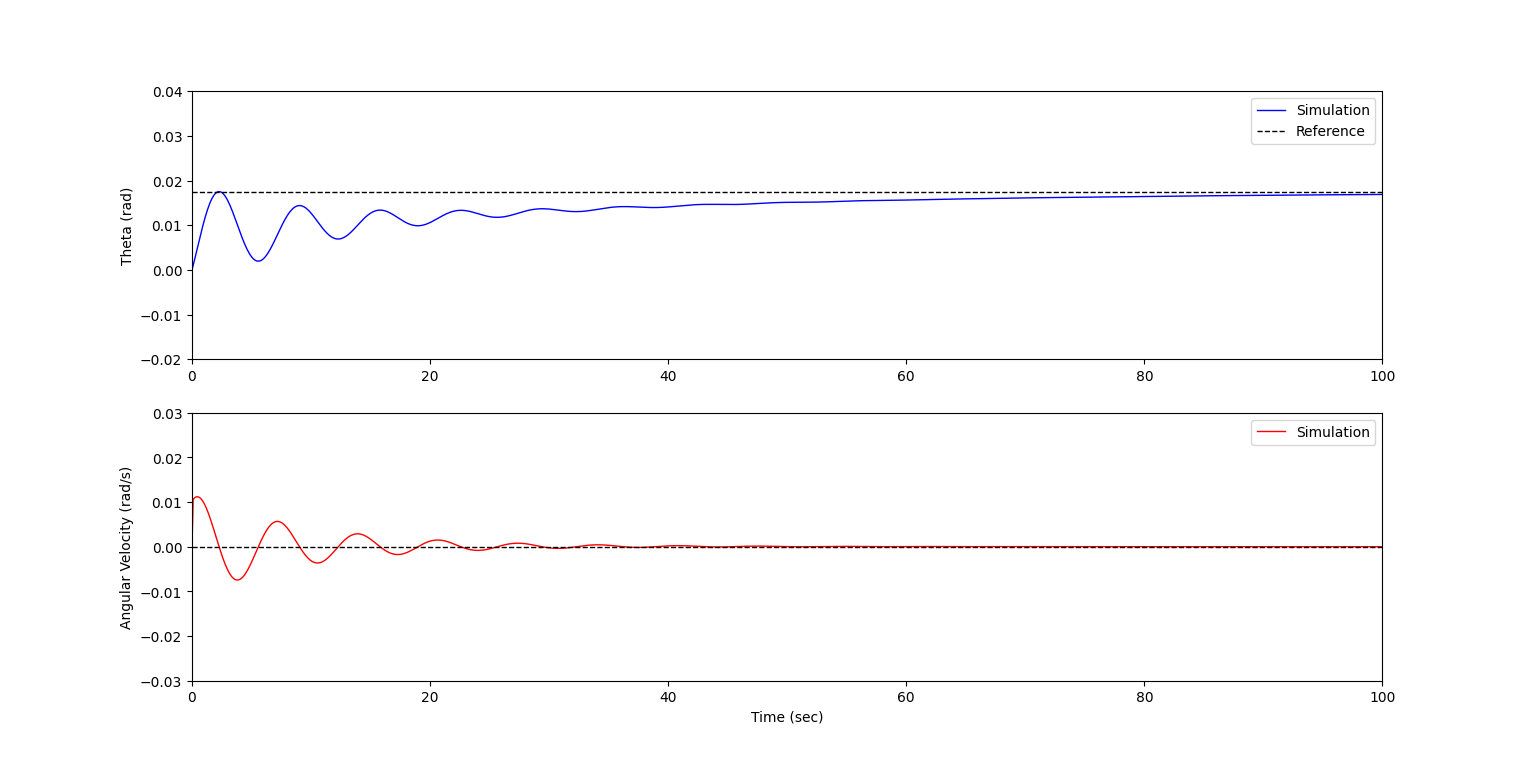 0.04
0.03
0.02
0.01
0.00
−0.01
−0.02
Theta (rad)
Simulation
Reference
0 20 40 60 80 100
0.03
0.02
0.01
0.00
−0.01
−0.02
−0.03
Angular Velocity (rad/s)
Simulation
0 20 40 60 80 100
Time (sec)